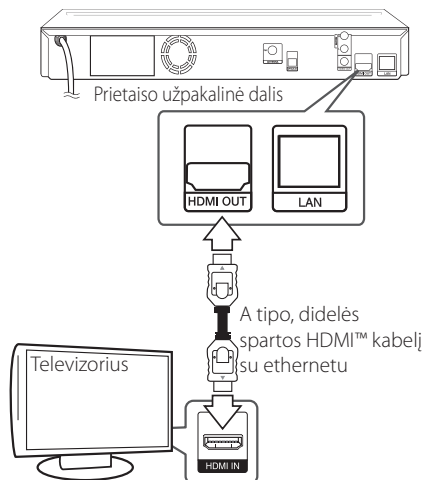 Prietaiso užpakalinė dalis
HDMI OUT
LAN
A tipo, didelės
spartos HDMI™ kabelį
su ethernetu
Televizorius
HDMI IN